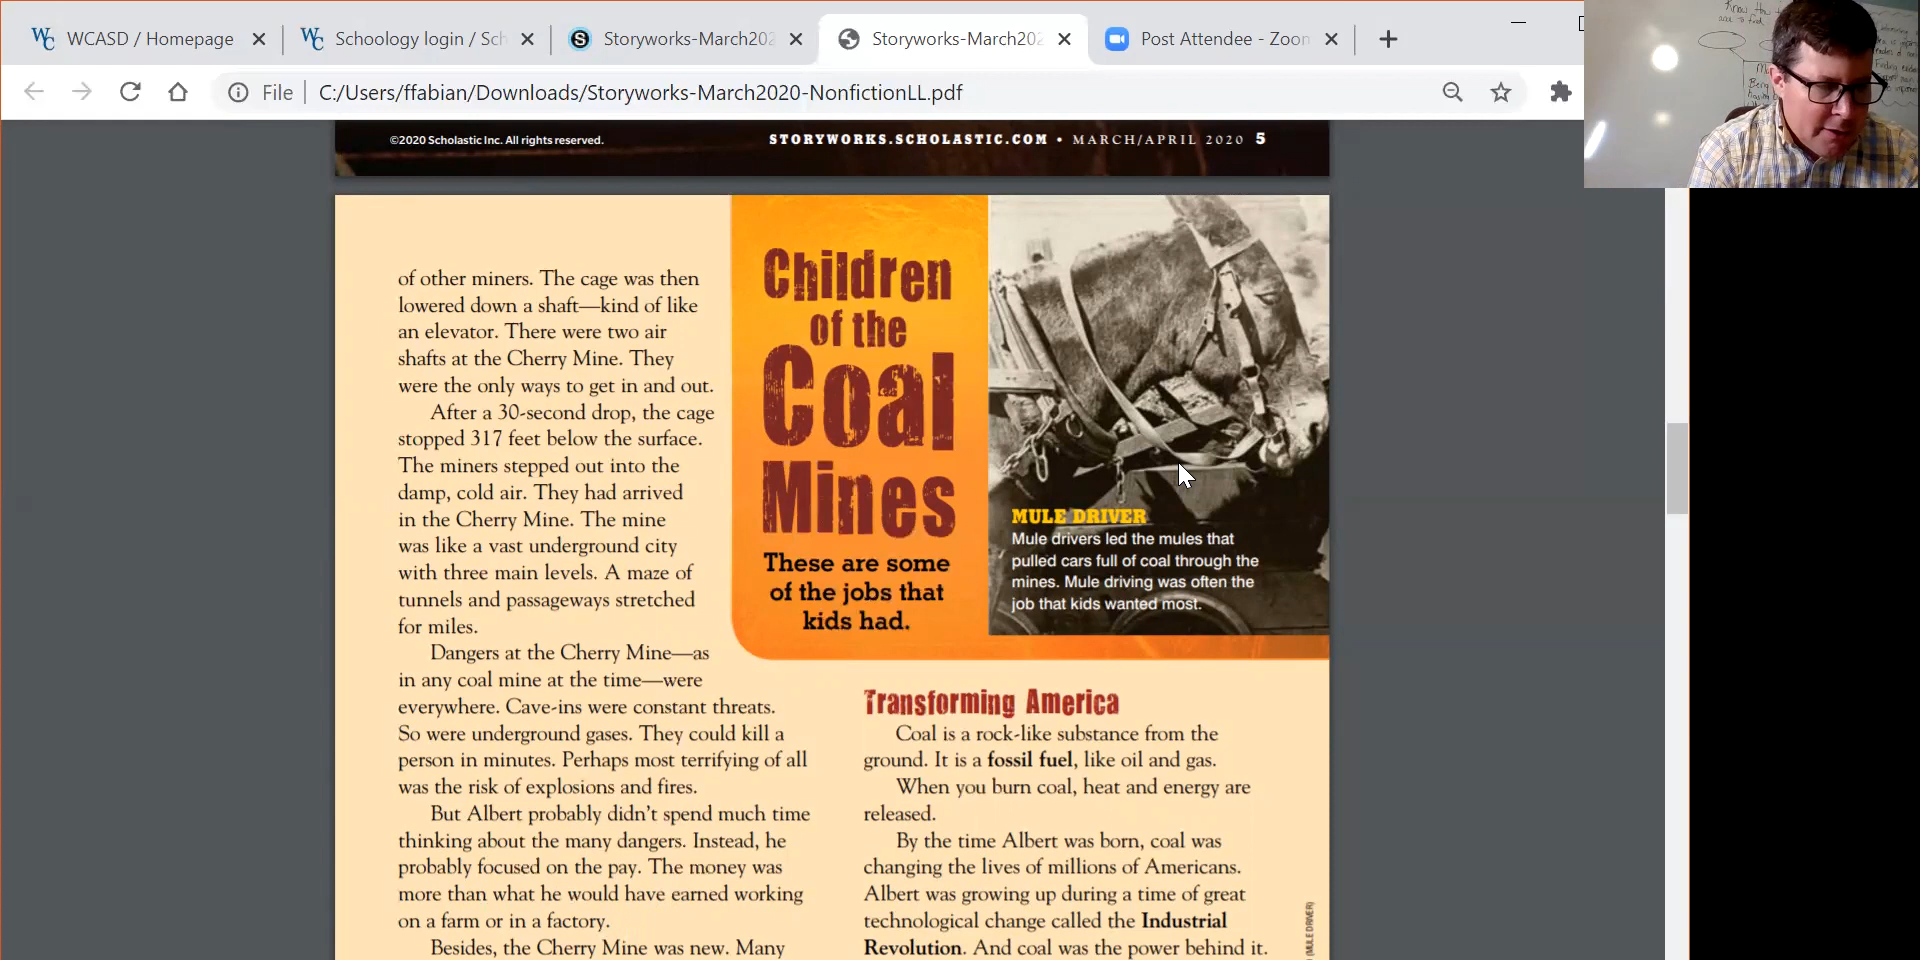 WCASD / Homepage
Schoology login / Sch
Storyworks-March202
Storyworks-March202
Post Attendee - Zoom
File
C:/Users/ffabian/Downloads/Storyworks-March2020-NonfictionLL.pdf
©2020 Scholastic Inc. All rights reserved.
STORYWORKS.SCHOLASTIC.COM • MARCH/APRIL 2020 5
of other miners. The cage was then
lowered down a shaft—kind of like
an elevator. There were two air
shafts at the Cherry Mine. They
were the only ways to get in and out.
After a 30-second drop, the cage
stopped 317 feet below the surface.
The miners stepped out into the
damp, cold air. They had arrived
in the Cherry Mine. The mine
was like a vast underground city
with three main levels. A maze of
tunnels and passageways stretched
for miles.
Dangers at the Cherry Mine—as
in any coal mine at the time—were
everywhere. Cave-ins were constant threats.
So were underground gases. They could kill a
person in minutes. Perhaps most terrifying of all
was the risk of explosions and fires.
But Albert probably didn't spend much time
thinking about the many dangers. Instead, he
probably focused on the pay. The money was
more than what he would have earned working
on a farm or in a factory.
Besides, the Cherry Mine was new. Many
Children
of the
Coal
Mines
These are some
of the jobs that
kids had.
MULE DRIVER
Mule drivers led the mules that
pulled cars full of coal through the
mines. Mule driving was often the
job that kids wanted most.
Transforming America
Coal is a rock-like substance from the
ground. It is a fossil fuel, like oil and gas.
When you burn coal, heat and energy are
released.
By the time Albert was born, coal was
changing the lives of millions of Americans.
Albert was growing up during a time of great
technological change called the Industrial
Revolution. And coal was the power behind it.
(MULE DRIVER)